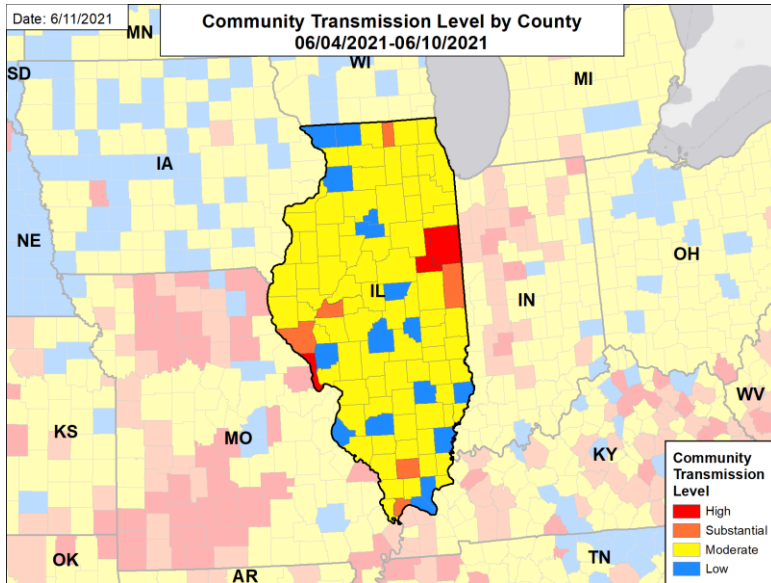 Date: 6/11/2021
Community Transmission Level by County
06/04/2021-06/10/2021
MN
SD
WI
MI
IA
NE
OH
IL
IN
WV
KS
MO
KY
OK
AR
TN
Community
Transmission
Level
High
Substantial
Moderate
Low